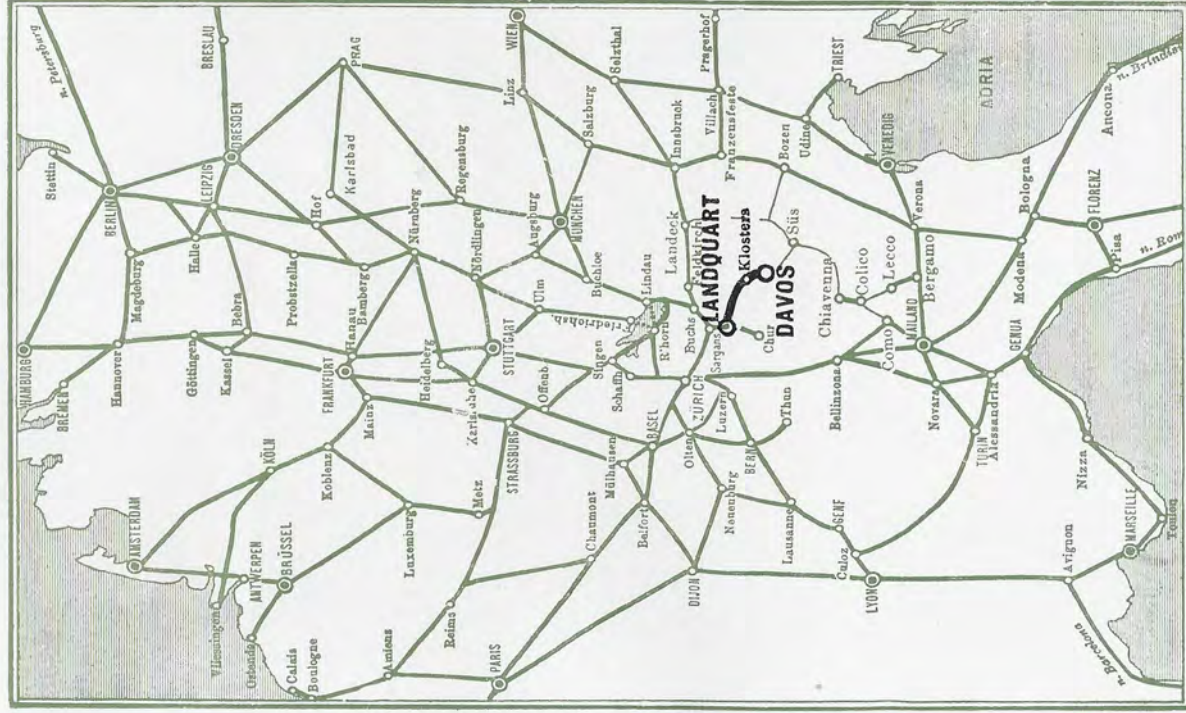 HAMBURG
BREMEN
n. Petersburg
Stettin
BERLIN
BRESLAU
Hannover
Magdeburg
Halle
LEIPZIG
DRESDEN
PRAG
Göttingen
Kassel
Bebra
Probstzella
Hof
Karlsbad
AMSTERDAM
Vliessingen
ANTWERPEN
BRÜSSEL
Ostende
Calais
Boulogne
KÖLN
Koblenz
FRANKFURT
Hanau
Bamberg
Mainz
Nürnberg
Regensburg
Luxemburg
Metz
Amiens
Reims
PARIS
Heidelberg
Karlsruhe
STUTTGART
Nördlingen
STRASSBURG
Offenb.
Ulm
Augsburg
MÜNCHEN
Buchloe
Linz
WIEN
Salzburg
Selzthal
Chaumont
Mülhausen
Belfort
BASEL
Schaffh.
Singen
Friedrichsh.
R'horn
Lindau
Buchs
Feldkirch
Landeck
Innsbruck
Franzensfeste
Villach
Pragerhof
DIJON
Neuenburg
Olten
ZÜRICH
Luzern
BERN
Thun
Sargans
LANDQUART
Klosters
DAVOS
Chur
Süs
Bozen
Udine
TRIEST
Lausanne
GENF
Culoz
LYON
Bellinzona
Chiavenna
Colico
Lecco
Como
MAILAND
Bergamo
Verona
VENEDIG
ADRIA
Novara
TURIN
Alessandria
GENUA
Modena
Bologna
FLORENZ
Pisa
Ancona
n. Brindisi
n. Rom
Nizza
Avignon
MARSEILLE
Toulon
n. Barcelona